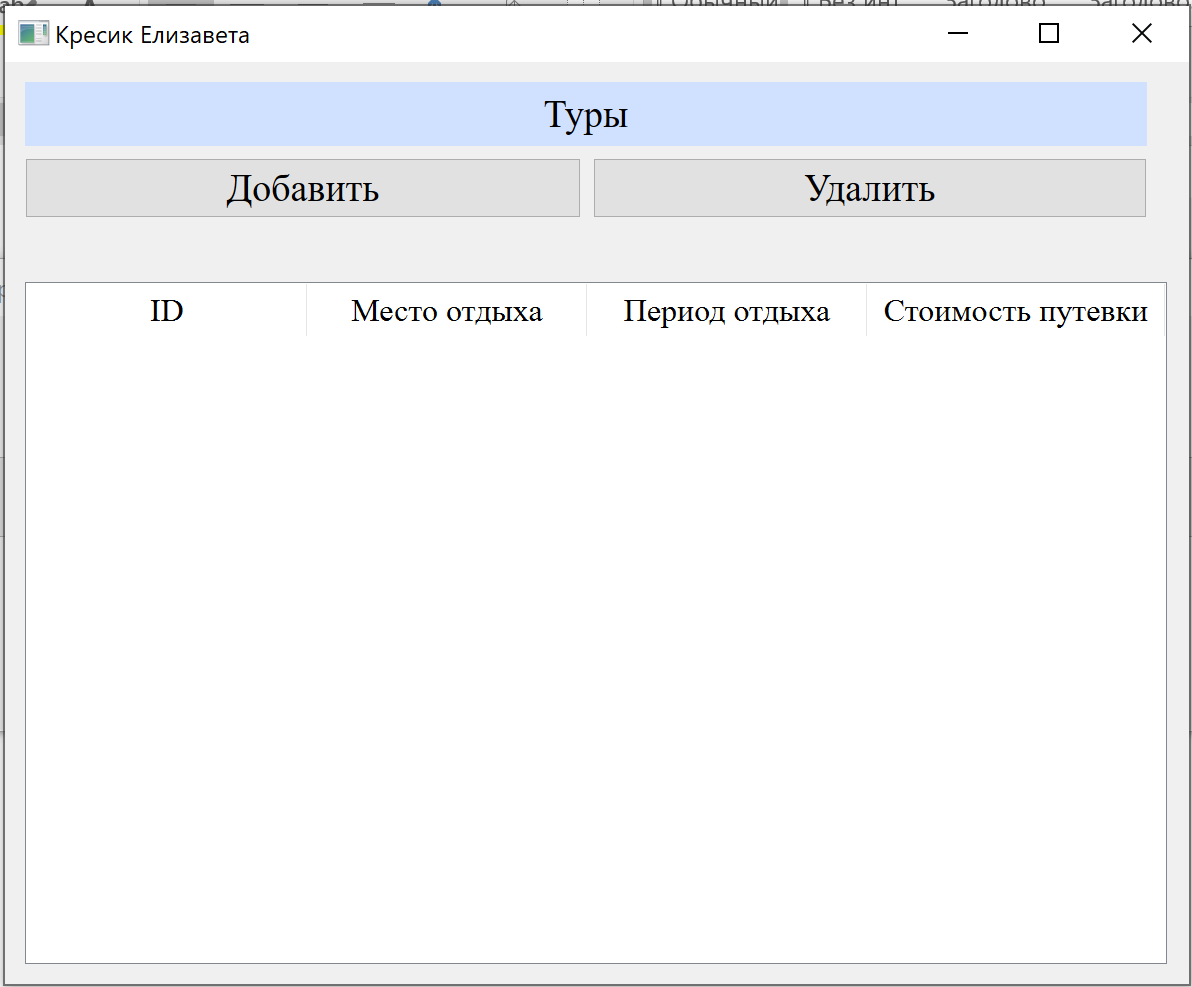 Кресик Елизавета
Туры
Добавить Удалить
ID Место отдыха Период отдыха Стоимость путевки